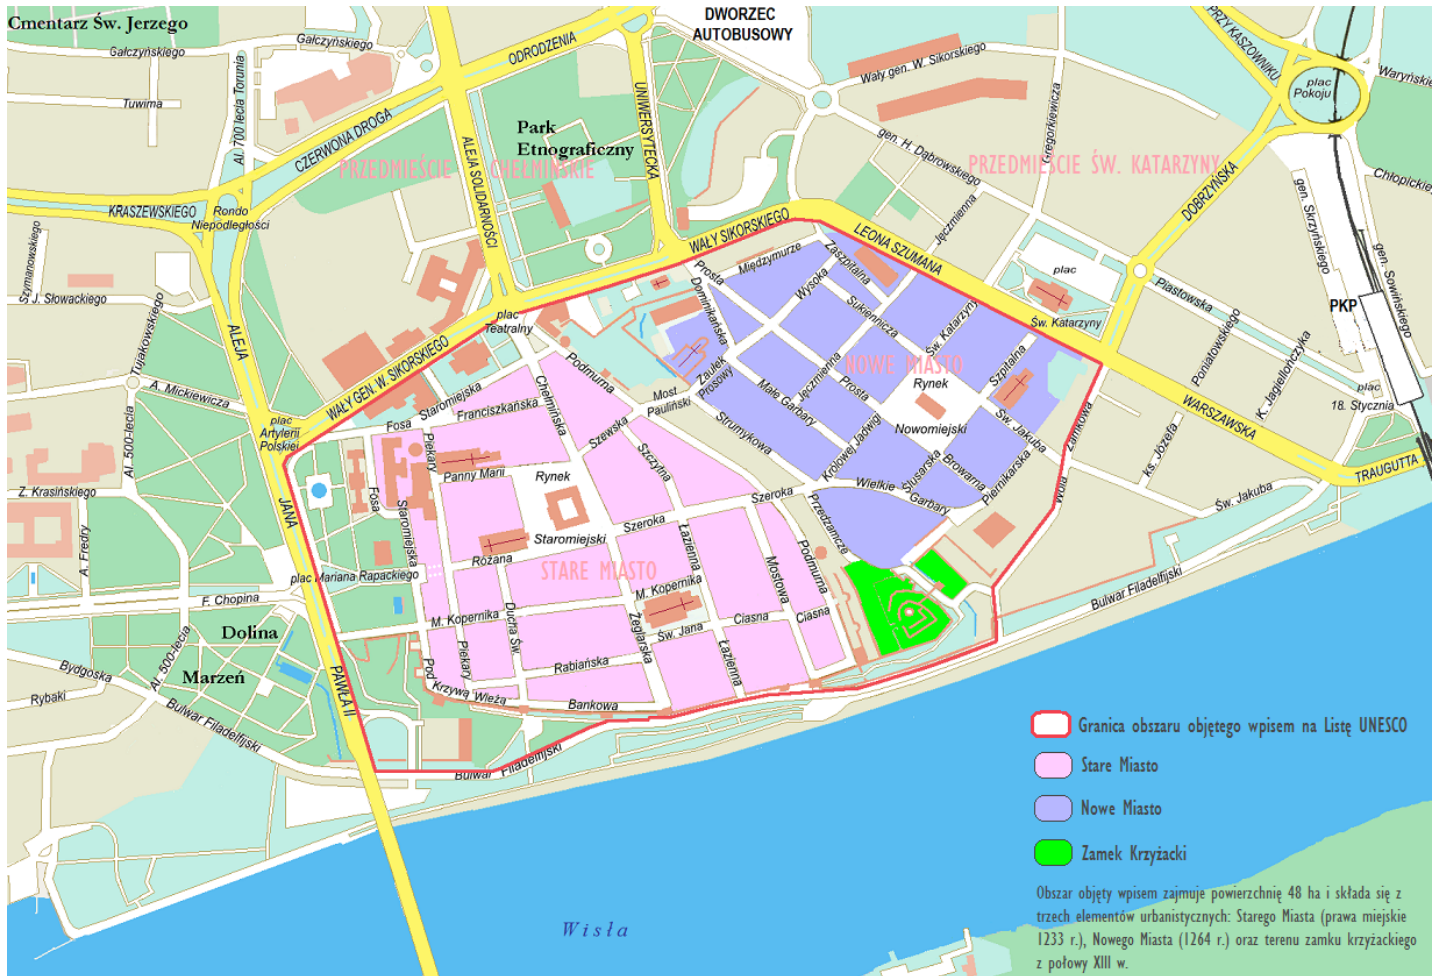 Cmentarz Św. Jerzego
DWORZEC
AUTOBUSOWY
Gałczyńskiego
Gałczyńskiego
Tuwima
Al. 700 lecia Torunia
CZERWONA DROGA
ODRODZENIA
UNIWERSYTECKA
ALEJA SOLIDARNOŚCI
Park
Etnograficzny
PRZEDMIEŚCIE CHEŁMIŃSKIE
PRZEDMIEŚCIE ŚW. KATARZYNY
Wały gen. W. Sikorskiego
gen. H. Dąbrowskiego
Gregorkiewicza
Jęczmienna
PRZY KASZOWNIKU
plac
Pokoju
Waryńskie
Chłopickie
DOBRZYŃSKA
gen. Skrzyńskiego
gen. Sowińskiego
PKP
KRASZEWSKIEGO
Rondo
Niepodległości
Szymanowskiego
J. Słowackiego
Tujakowskiego
ALEJA
JANA
PAWŁA II
A. Mickiewicza
Al. 500-lecia
Z. Krasińskiego
A. Fredry
plac
Artylerii
Polskiej
WAŁY GEN. W. SIKORSKIEGO
plac
Teatralny
WAŁY SIKORSKIEGO
LEONA SZUMANA
plac
Św. Katarzyny
Piastowska
Poniatowskiego
K. Jagiellończyka
plac
18. Stycznia
WARSZAWSKA
TRAUGUTTA
ks. Józefa
Św. Jakuba
Międzymurze
Zaszpitalna
Prosta
Dominikańska
Wysoka
Sukiennicza
Św. Katarzyny
Szpitalna
NOWE MIASTO
Rynek
Nowomiejski
Zaułek
Prosowy
Most
Pauliński
Małe Garbary
Jęczmienna
Prosta
Strumykowa
Królowej Jadwigi
Ślusarska
Browarna
Św. Jakuba
Piernikarska
Wielkie
Garbary
Wola
Zamkowa
Podmurna
Chełmińska
Fosa
Staromiejska
Franciszkańska
Piekary
Panny Marii
Rynek
Staromiejski
Szewska
Szczytna
Szeroka
Szeroka
Przedzamcze
Fosa
Staromiejska
plac Mariana Rapackiego
Różana
STARE MIASTO
Łazienna
Mostowa
Podmurna
M. Kopernika
M. Kopernika
Ducha Św.
Żeglarska
Ciasna
Ciasna
Św. Jana
Łazienna
Piekary
Rabiańska
Pod
Krzywą Wieżą
Bankowa
F. Chopina
Dolina
Marzeń
Al. 500-lecia
Bydgoska
Rybaki
Bulwar Filadelfijski
Bulwar Filadelfijski
Bulwar Filadelfijski
Wisła
Granica obszaru objętego wpisem na Listę UNESCO
Stare Miasto
Nowe Miasto
Zamek Krzyżacki
Obszar objęty wpisem zajmuje powierzchnię 48 ha i składa się z
trzech elementów urbanistycznych: Starego Miasta (prawa miejskie
1233 r.), Nowego Miasta (1264 r.) oraz terenu zamku krzyżackiego
z połowy XIII w.